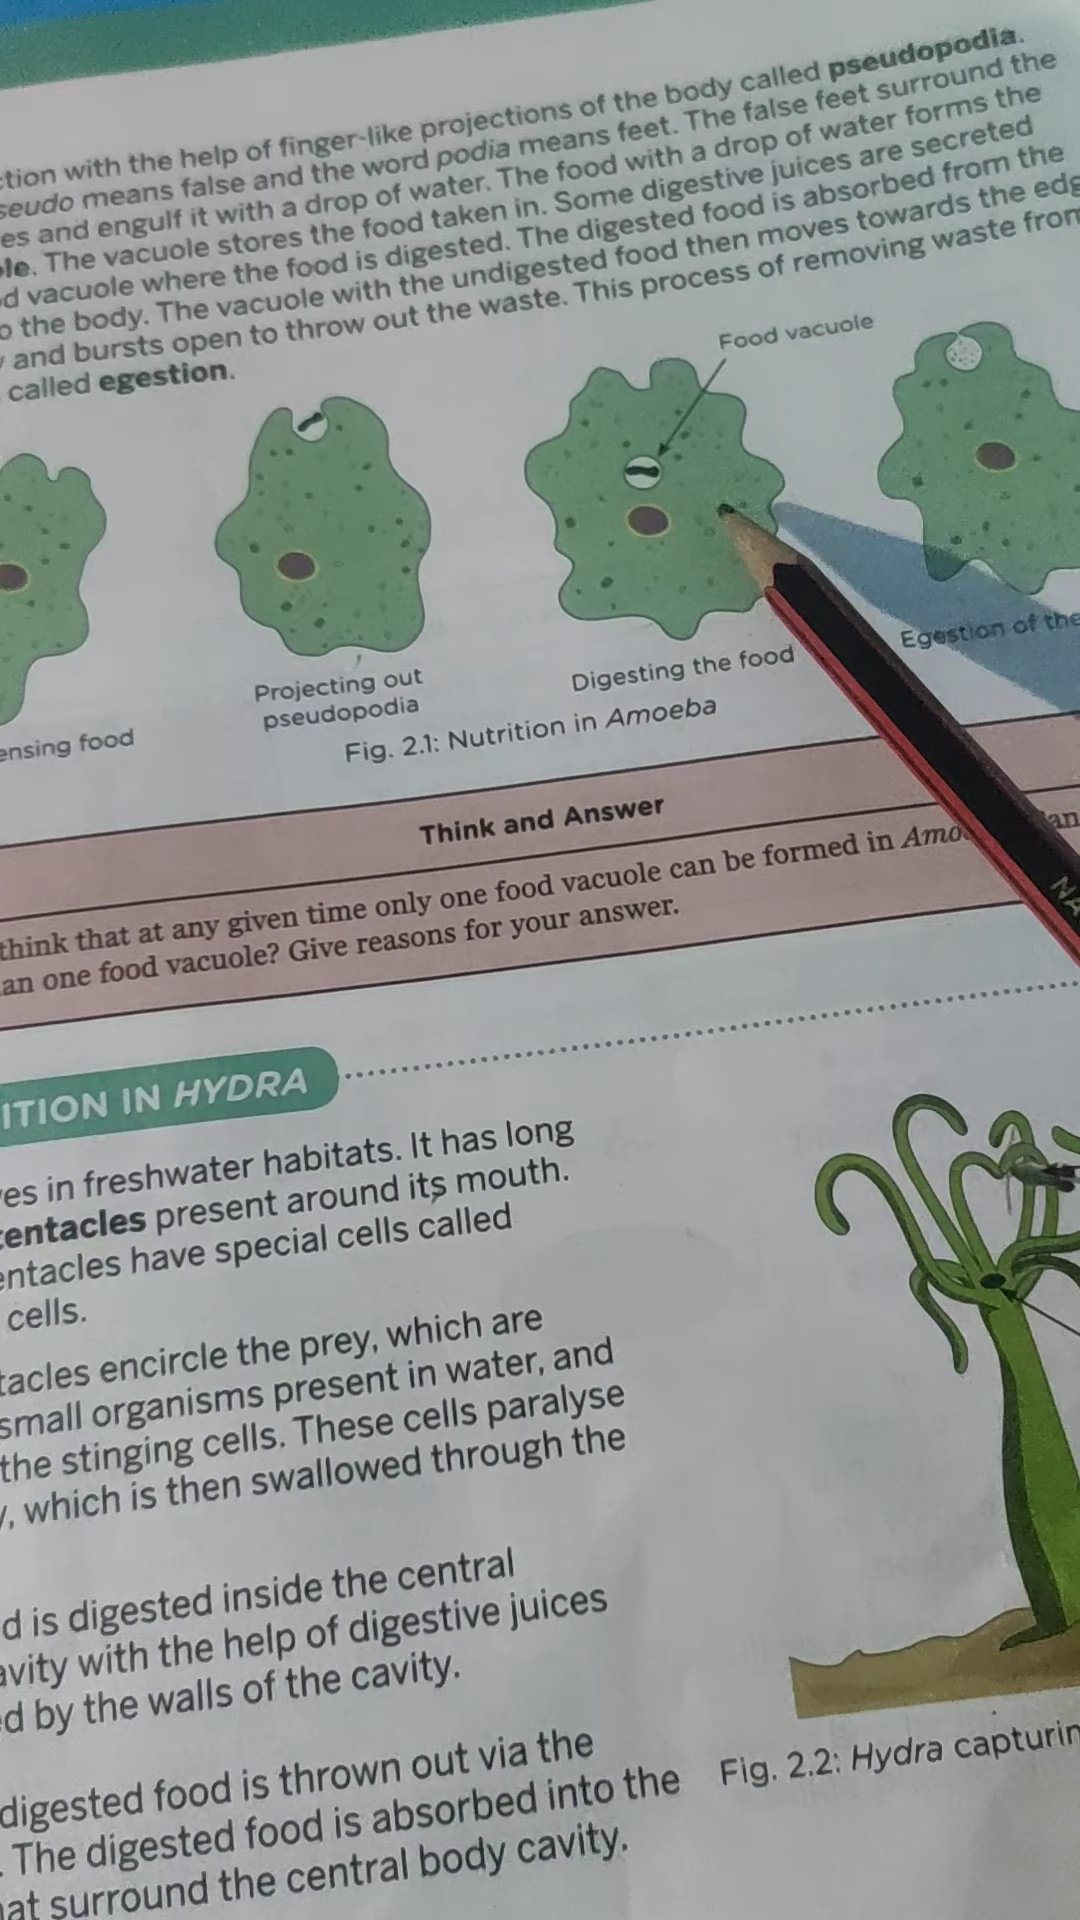 ction with the help of finger-like projections of the body called pseudopodia.
seudo means false and the word podia means feet. The false feet surround the
es and engulf it with a drop of water. The food with a drop of water forms the
le. The vacuole stores the food taken in. Some digestive juices are secreted
d vacuole where the food is digested. The digested food is absorbed from the
o the body. The vacuole with the undigested food then moves towards the edg
and bursts open to throw out the waste. This process of removing waste from
called egestion.
Food vacuole
ensing food
Projecting out
pseudopodia
Digesting the food
Egestion of the
Fig. 2.1: Nutrition in Amoeba
Think and Answer
think that at any given time only one food vacuole can be formed in Amo an
an one food vacuole? Give reasons for your answer.
NA
ITION IN HYDRA
es in freshwater habitats. It has long
entacles present around its mouth.
entacles have special cells called
cells.
tacles encircle the prey, which are
small organisms present in water, and
the stinging cells. These cells paralyse
y, which is then swallowed through the
d is digested inside the central
avity with the help of digestive juices
ed by the walls of the cavity.
digested food is thrown out via the
. The digested food is absorbed into the
hat surround the central body cavity.
Fig. 2.2: Hydra capturin